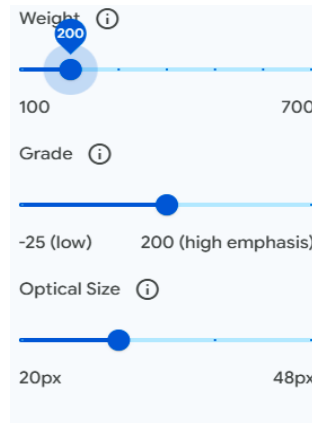 Weight
200
100 700
Grade
-25 (low) 200 (high emphasis)
Optical Size
20px 48px